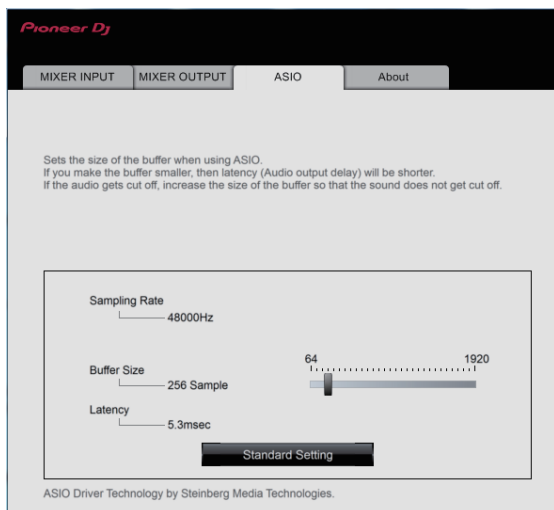 Pioneer Dj
MIXER INPUT MIXER OUTPUT ASIO About
Sets the size of the buffer when using ASIO.
If you make the buffer smaller, then latency (Audio output delay) will be shorter.
If the audio gets cut off, increase the size of the buffer so that the sound does not get cut off.
Sampling Rate
48000Hz
64 1920
Buffer Size
256 Sample
Latency
5.3msec
Standard Setting
ASIO Driver Technology by Steinberg Media Technologies.